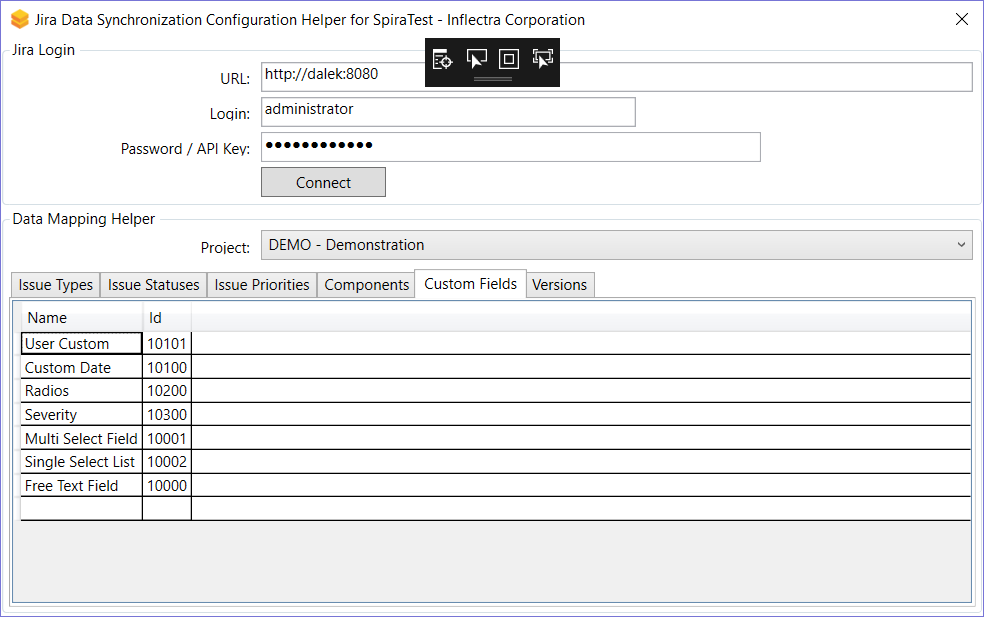 Jira Data Synchronization Configuration Helper for SpiraTest - Inflectra Corporation
Jira Login
URL: http://dalek:8080
Login: administrator
Password / API Key: ●●●●●●●●●●●●
Connect
Data Mapping Helper
Project: DEMO - Demonstration
Issue Types Issue Statuses Issue Priorities Components Custom Fields Versions
Name Id
User Custom 10101
Custom Date 10100
Radios 10200
Severity 10300
Multi Select Field 10001
Single Select List 10002
Free Text Field 10000